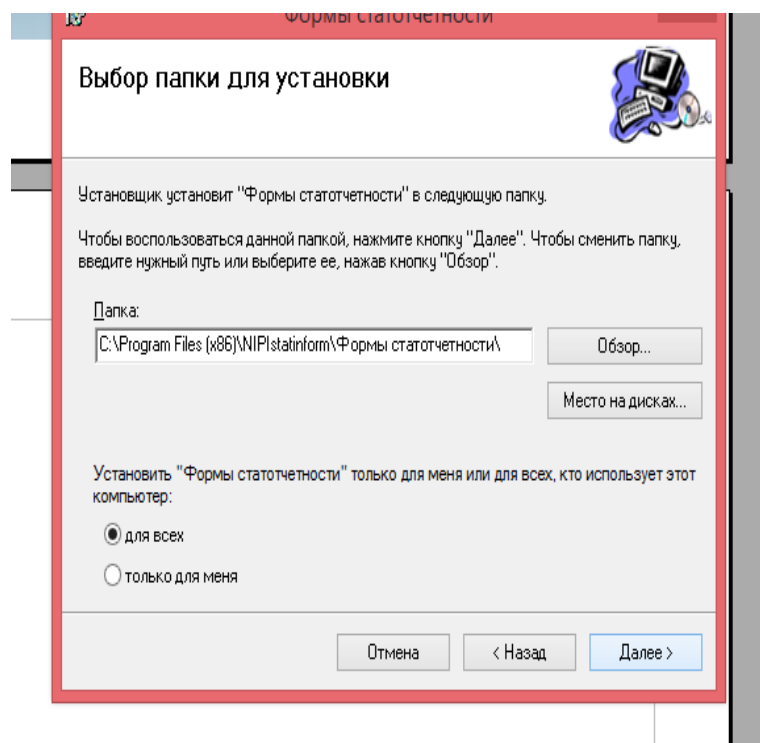 Формы статотчетности
Выбор папки для установки
Установщик установит "Формы статотчетности" в следующую папку.
Чтобы воспользоваться данной папкой, нажмите кнопку "Далее". Чтобы сменить папку,
введите нужный путь или выберите ее, нажав кнопку "Обзор".
Папка:
C:\Program Files (x86)\NIPIstatinform\Формы статотчетности\
Обзор...
Место на дисках...
Установить "Формы статотчетности" только для меня или для всех, кто использует этот
компьютер:
для всех
только для меня
Отмена
< Назад
Далее >